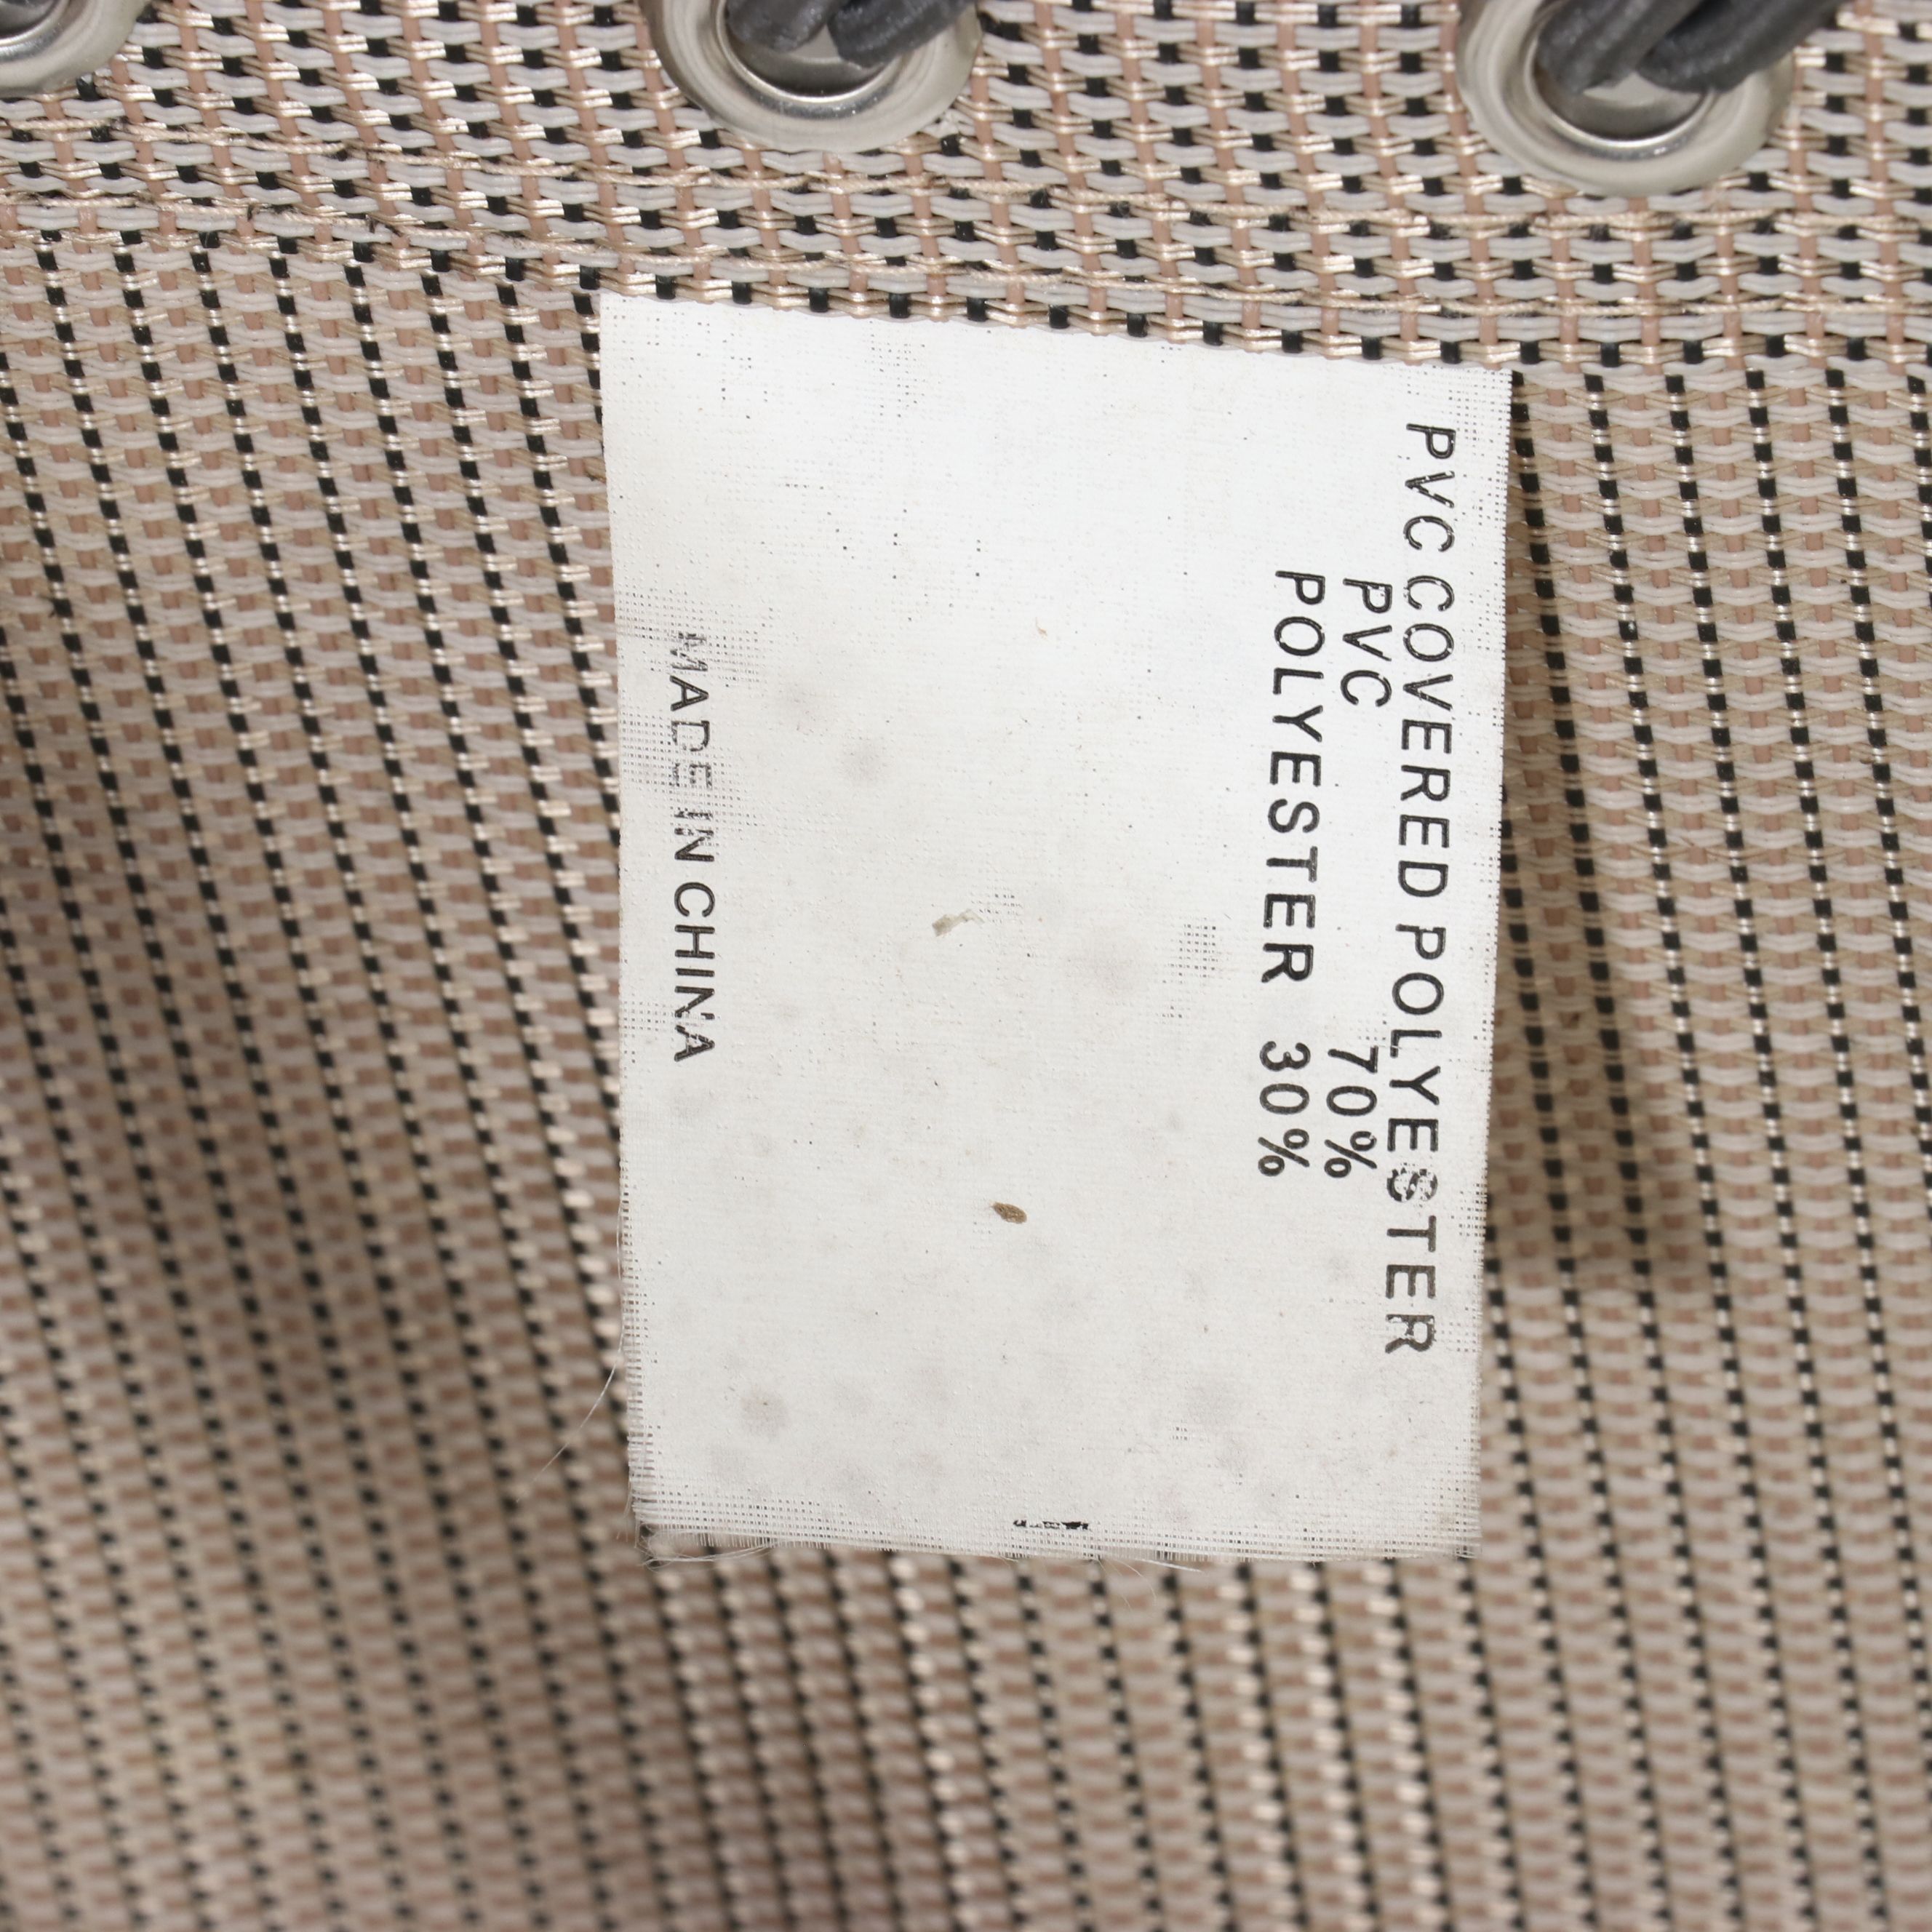 PVC COVERED POLYESTER
PVC 70%
POLYESTER 30%
MADE IN CHINA